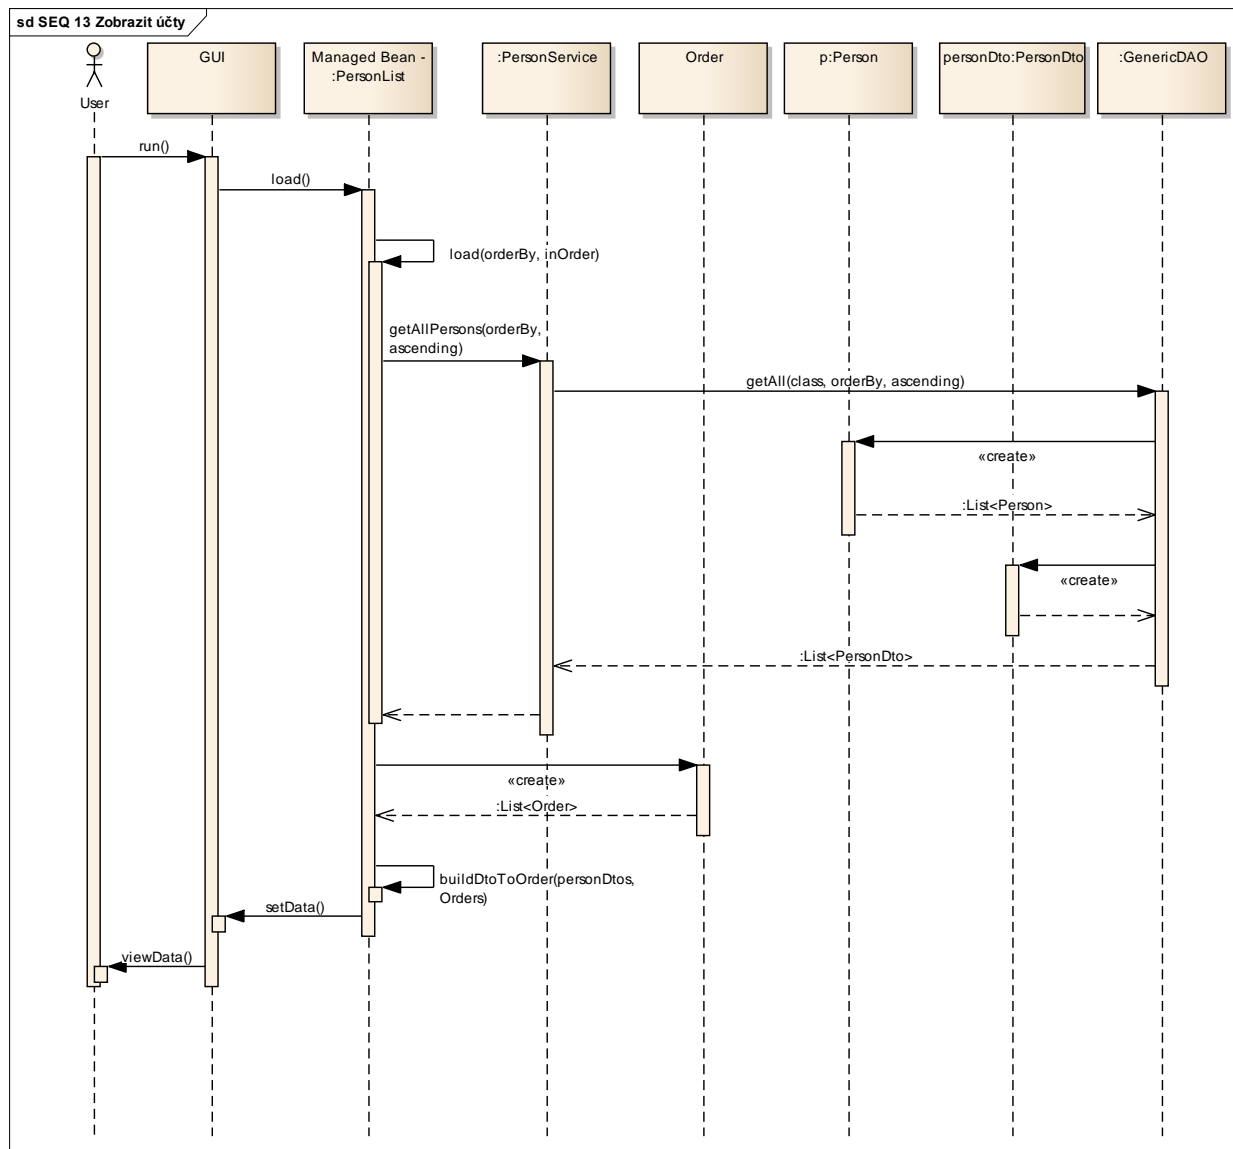 sd SEQ 13 Zobrazit účty
User
GUI
Managed Bean -
:PersonList
:PersonService
Order
p:Person
personDto:PersonDto
:GenericDAO
run()
load()
load(orderBy, inOrder)
getAllPersons(orderBy,
ascending)
getAll(class, orderBy, ascending)
«create»
:List<Person>
«create»
:List<PersonDto>
«create»
:List<Order>
buildDtoToOrder(personDtos,
Orders)
setData()
viewData()